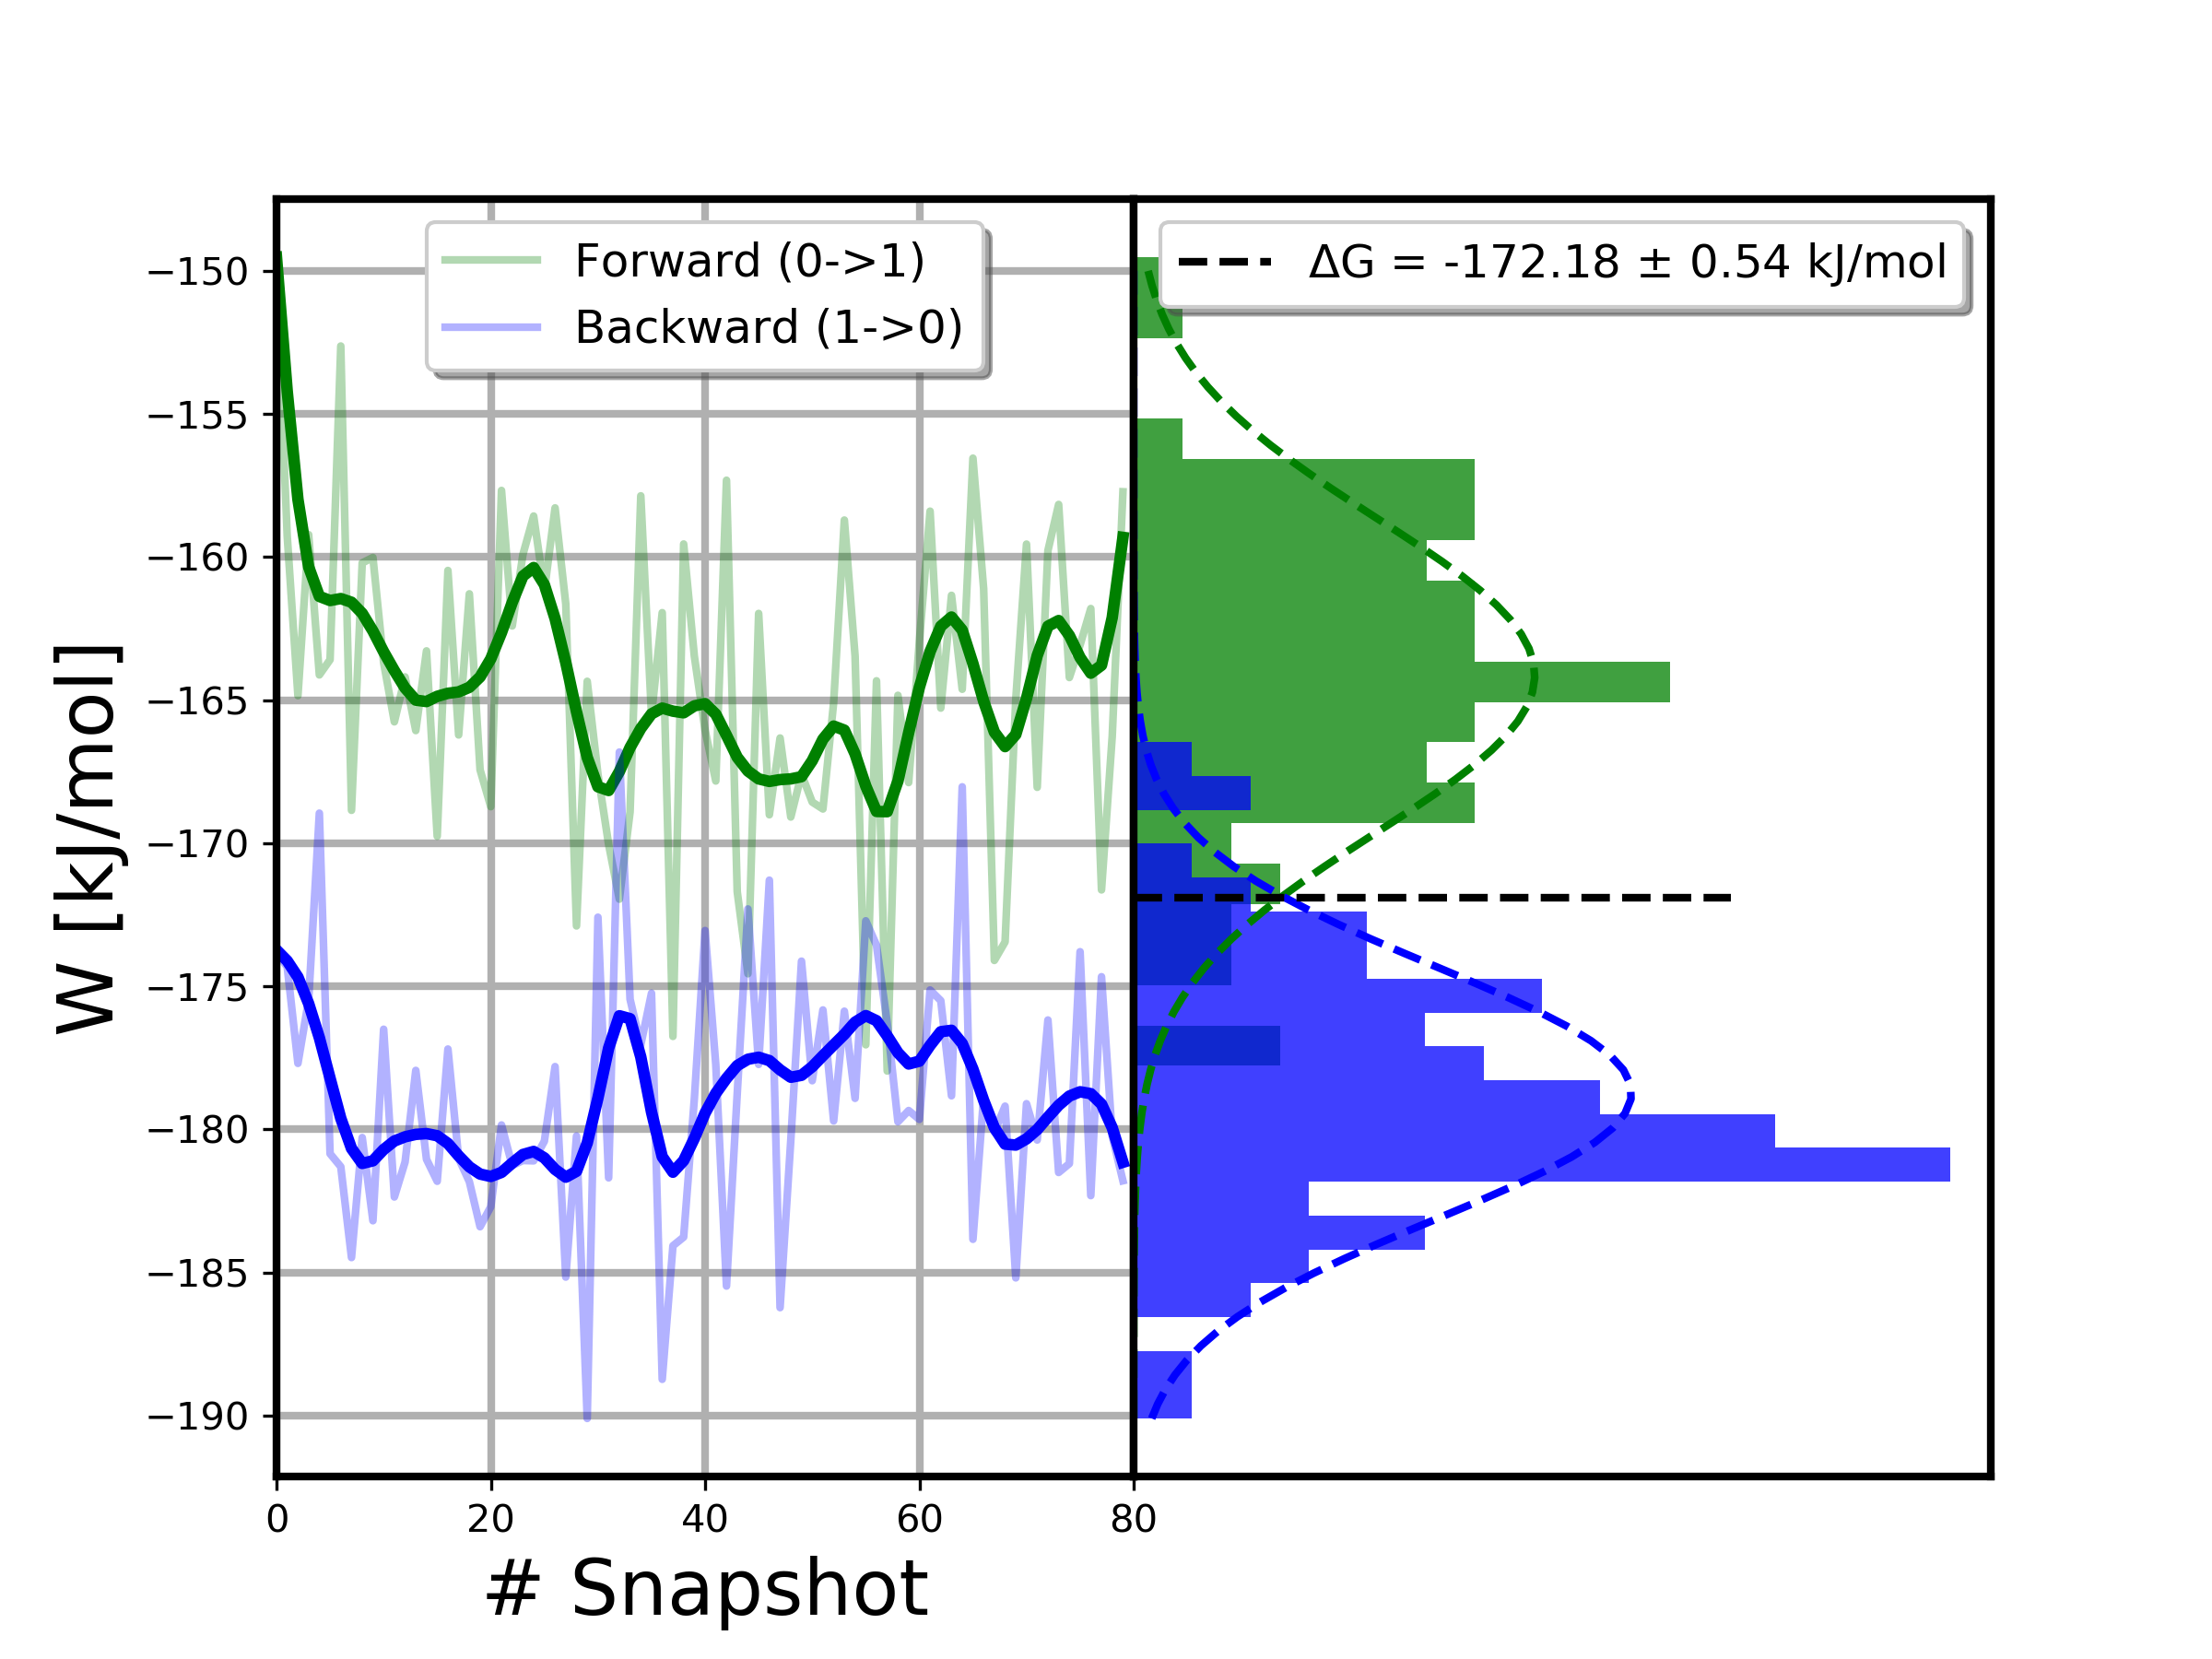 Forward (0->1)
Backward (1->0)
ΔG = -172.18 ± 0.54 kJ/mol
W [kJ/mol]
−150
−155
−160
−165
−170
−175
−180
−185
−190
0 20 40 60 80
# Snapshot